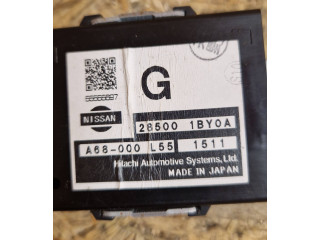 G
NISSAN
28500 1BY0A
A68-000 L55 1511
Hitachi Automotive Systems, Ltd.
MADE IN JAPAN